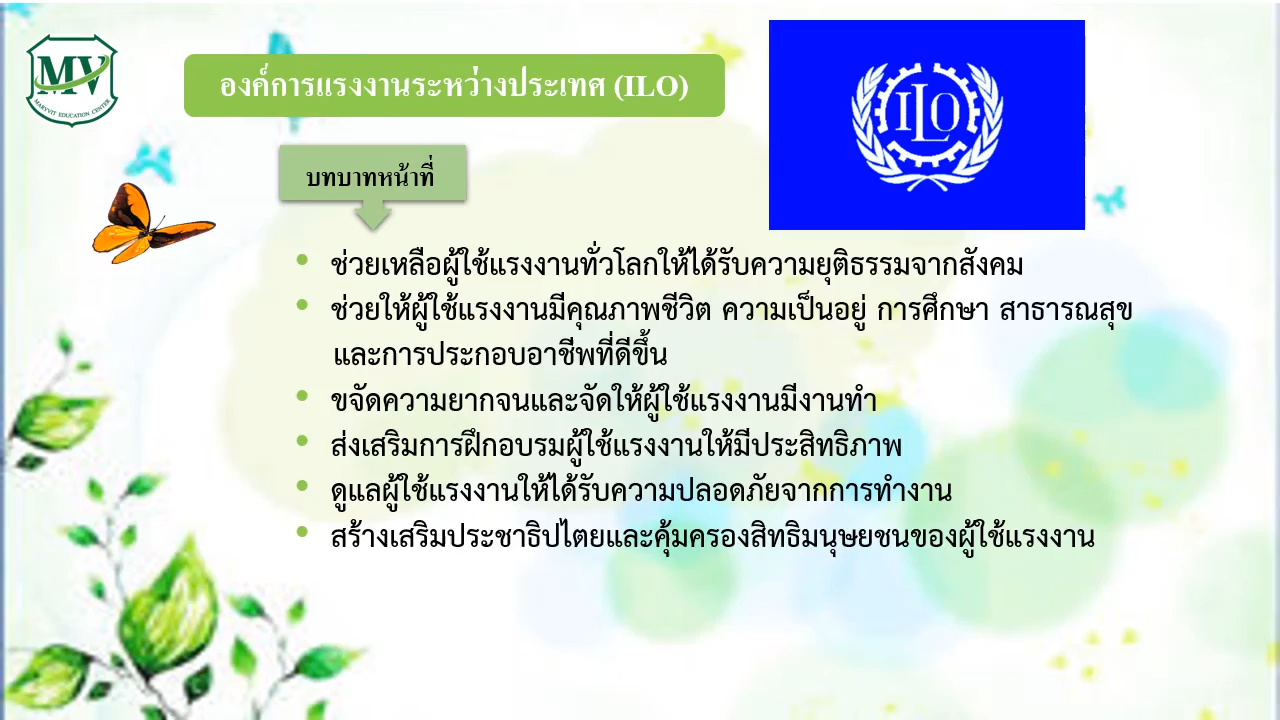 MV
MARYVIT EDUCATION CENTER
องค์การแรงงานระหว่างประเทศ (ILO)
ILO
บทบาทหน้าที่
• ช่วยเหลือผู้ใช้แรงงานทั่วโลกให้ได้รับความยุติธรรมจากสังคม
• ช่วยให้ผู้ใช้แรงงานมีคุณภาพชีวิต ความเป็นอยู่ การศึกษา สาธารณสุข
และการประกอบอาชีพที่ดีขึ้น
• ขจัดความยากจนและจัดให้ผู้ใช้แรงงานมีงานทำ
• ส่งเสริมการฝึกอบรมผู้ใช้แรงงานให้มีประสิทธิภาพ
• ดูแลผู้ใช้แรงงานให้ได้รับความปลอดภัยจากการทำงาน
• สร้างเสริมประชาธิปไตยและคุ้มครองสิทธิมนุษยชนของผู้ใช้แรงงาน